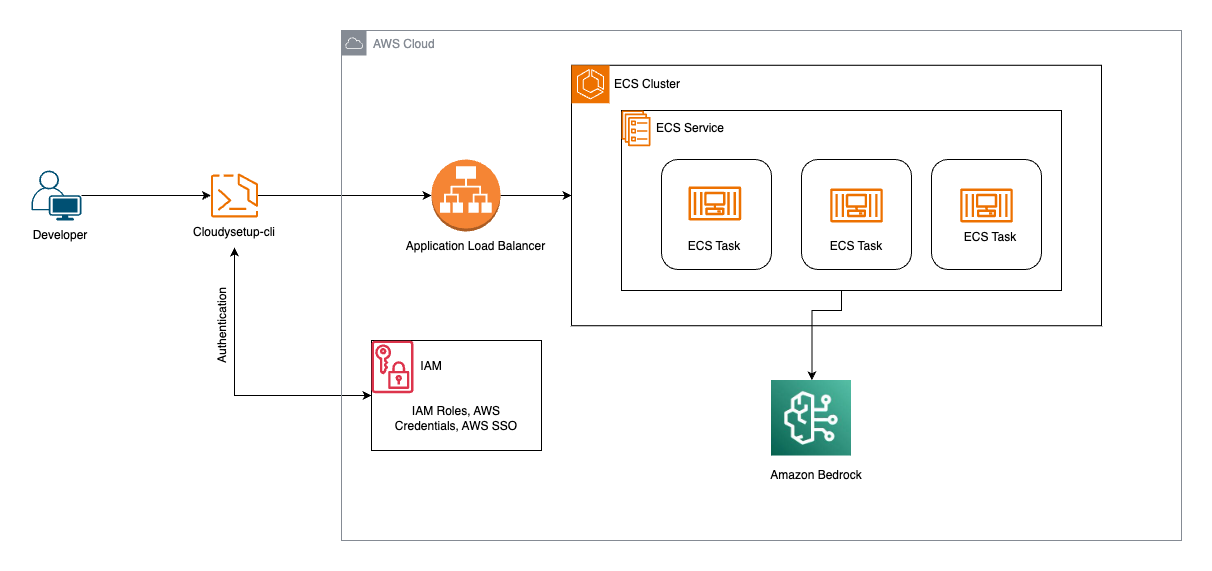 AWS Cloud
ECS Cluster
ECS Service
Developer
Cloudysetup-cli
Application Load Balancer
ECS Task
ECS Task
ECS Task
Authentication
IAM
IAM Roles, AWS
Credentials, AWS SSO
Amazon Bedrock